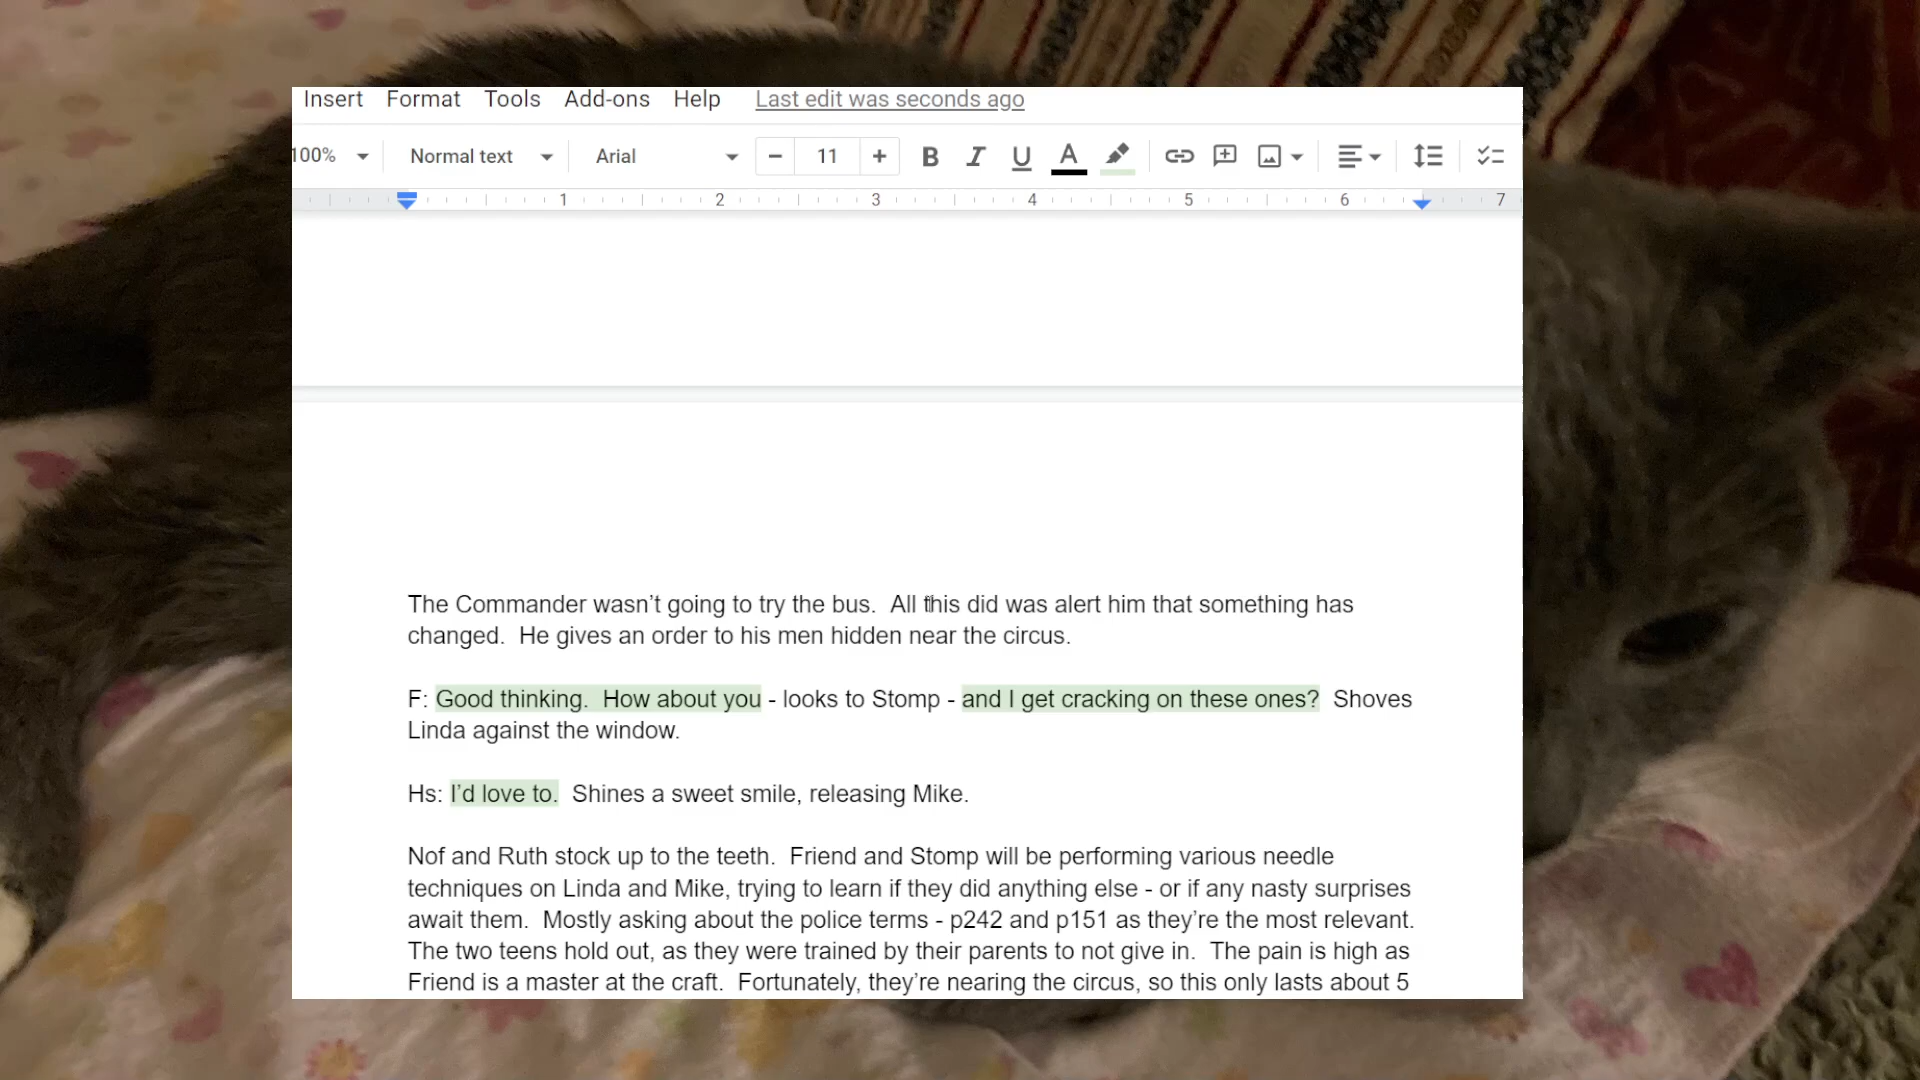 Insert Format Tools Add-ons Help Last edit was seconds ago
100% Normal text Arial − 11 + B I U A
1 2 3 4 5 6 7
The Commander wasn’t going to try the bus.  All this did was alert him that something has
changed.  He gives an order to his men hidden near the circus.
F: Good thinking.  How about you - looks to Stomp - and I get cracking on these ones?  Shoves
Linda against the window.
Hs: I’d love to.  Shines a sweet smile, releasing Mike.
Nof and Ruth stock up to the teeth.  Friend and Stomp will be performing various needle
techniques on Linda and Mike, trying to learn if they did anything else - or if any nasty surprises
await them.  Mostly asking about the police terms - p242 and p151 as they’re the most relevant.
The two teens hold out, as they were trained by their parents to not give in.  The pain is high as
Friend is a master at the craft.  Fortunately, they’re nearing the circus, so this only lasts about 5